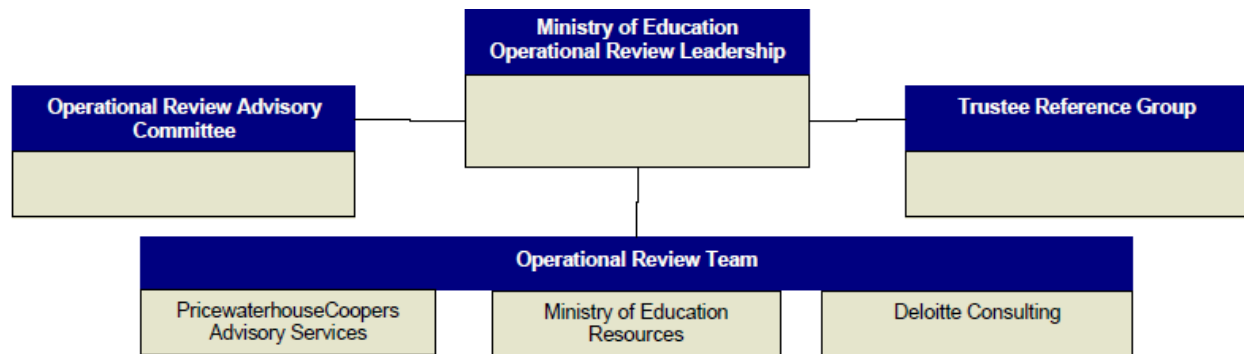 Ministry of Education
Operational Review Leadership
Operational Review Advisory
Committee
Trustee Reference Group
Operational Review Team
PricewaterhouseCoopers
Advisory Services
Ministry of Education
Resources
Deloitte Consulting